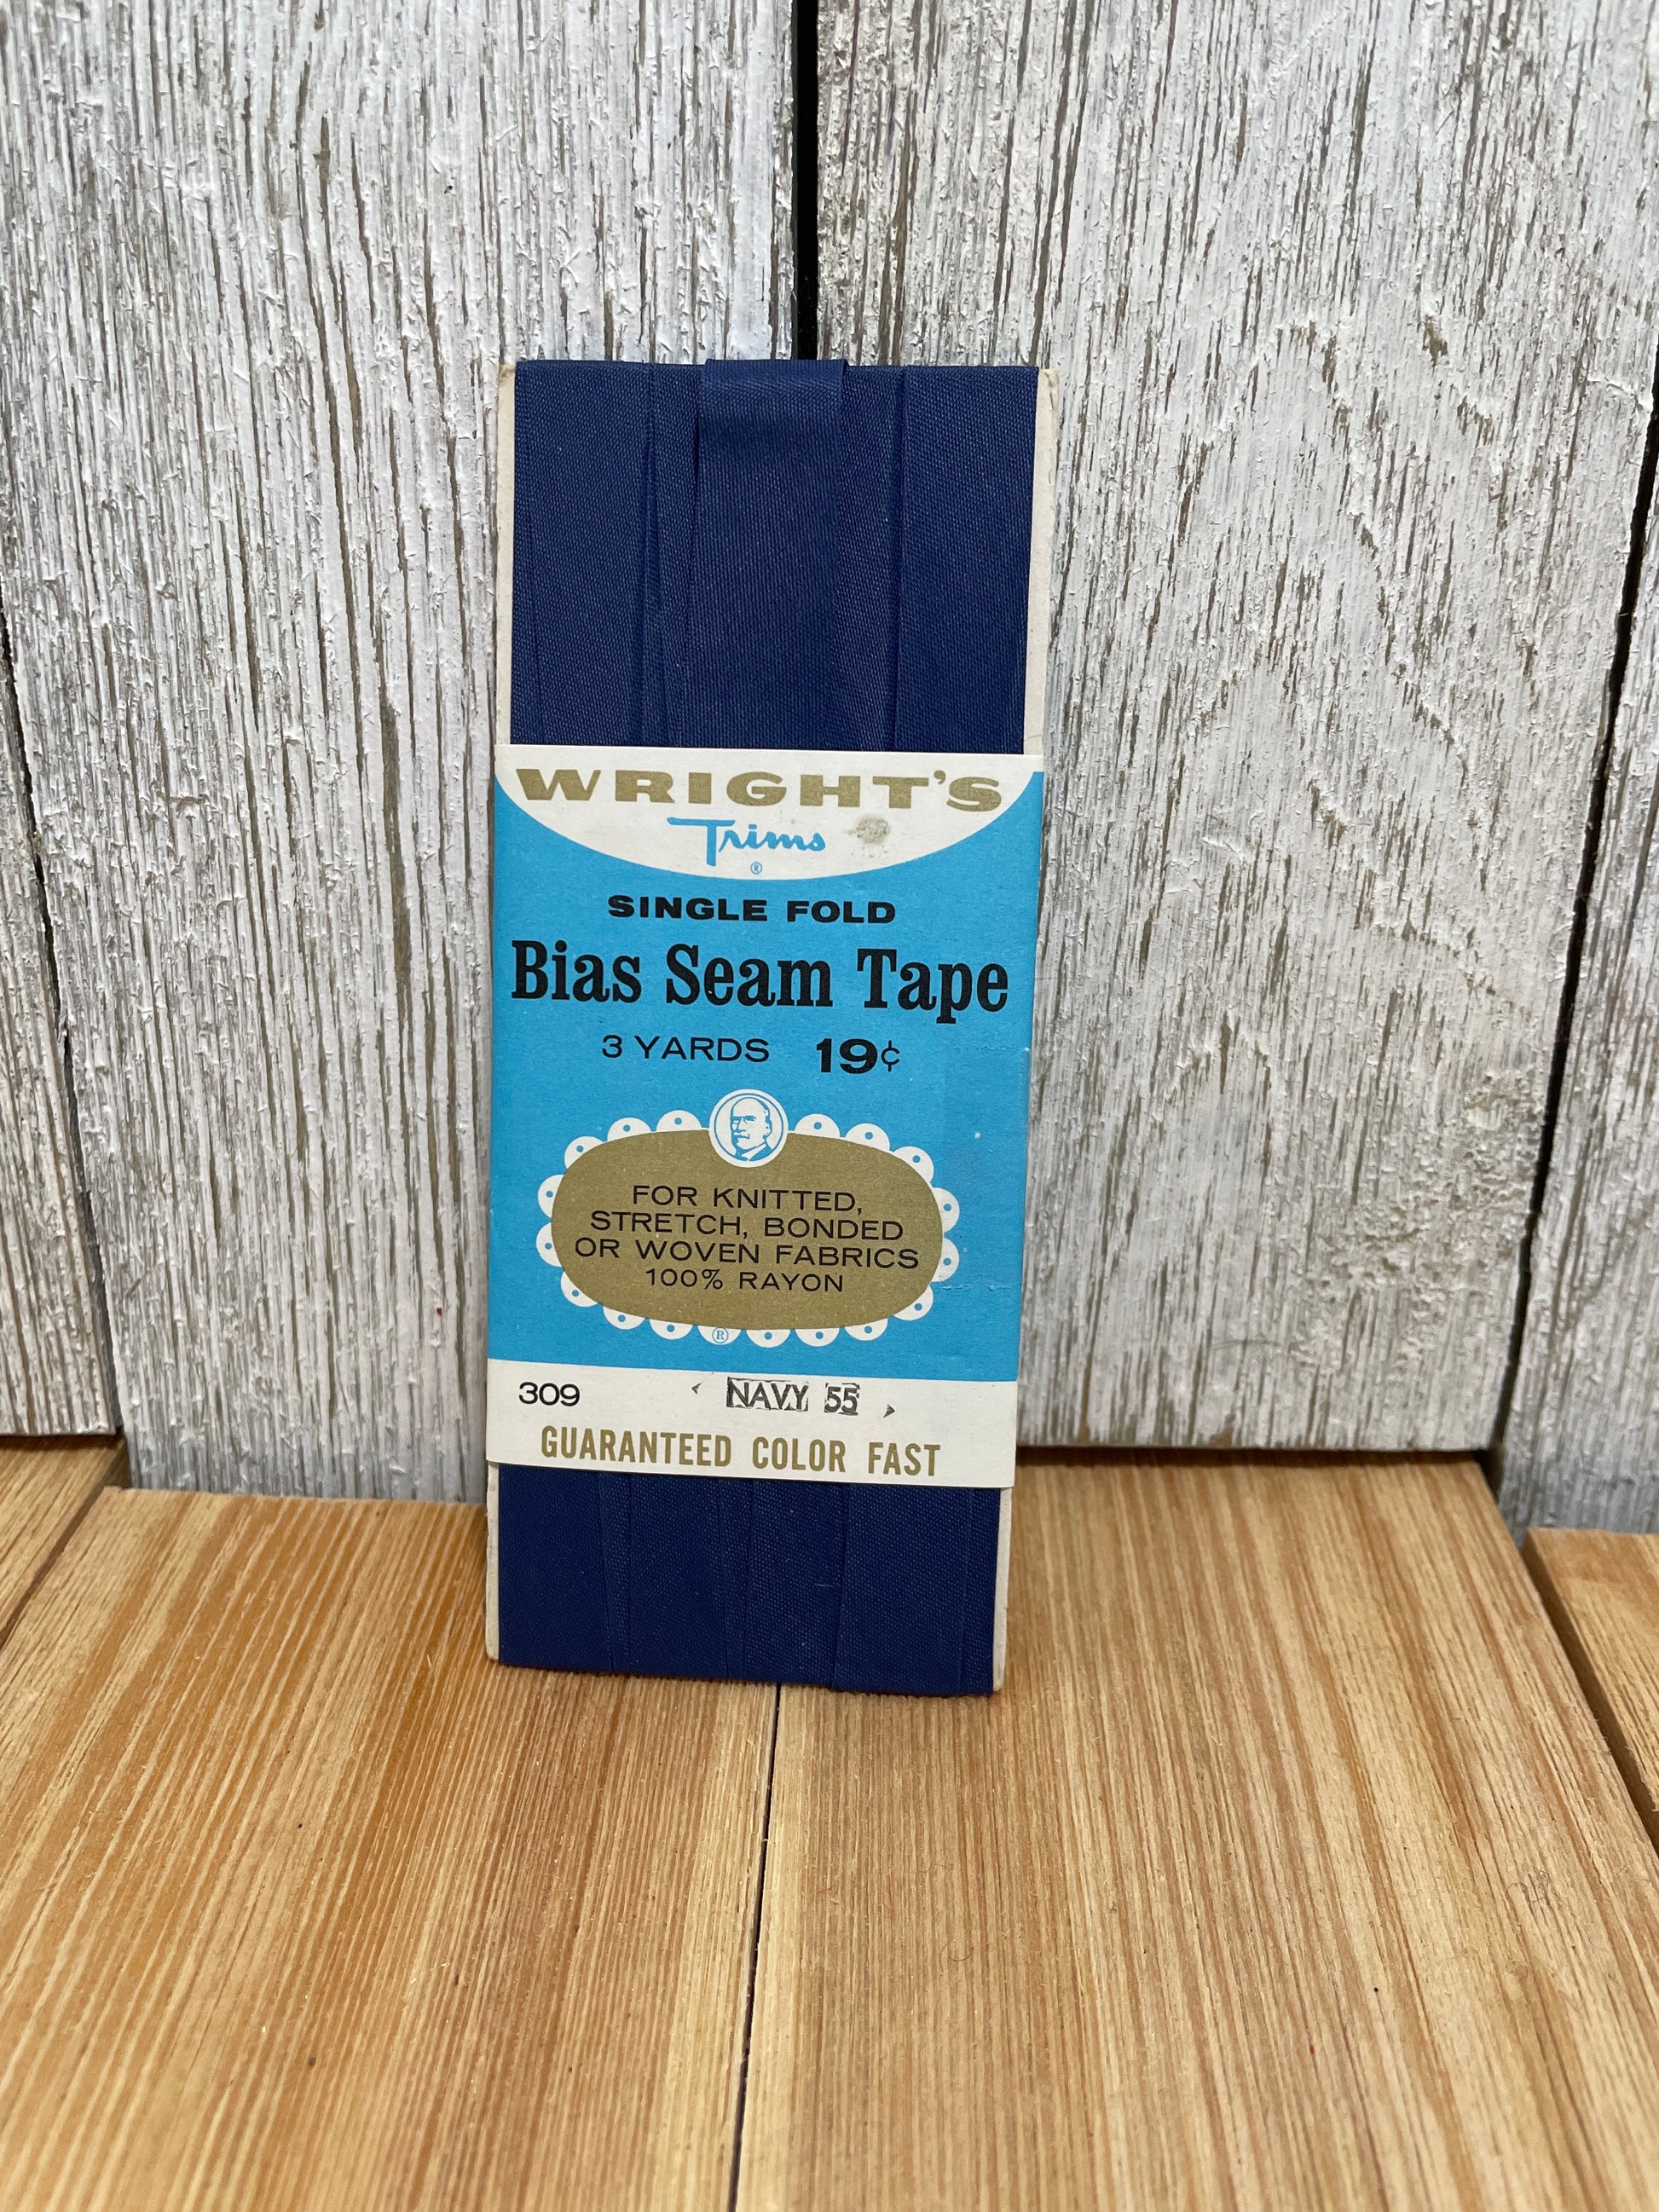 WRIGHT'S
Trims
®
SINGLE FOLD
Bias Seam Tape
3 YARDS 19¢
FOR KNITTED,
STRETCH, BONDED
OR WOVEN FABRICS
100% RAYON
®
309 NAVY 55
GUARANTEED COLOR FAST